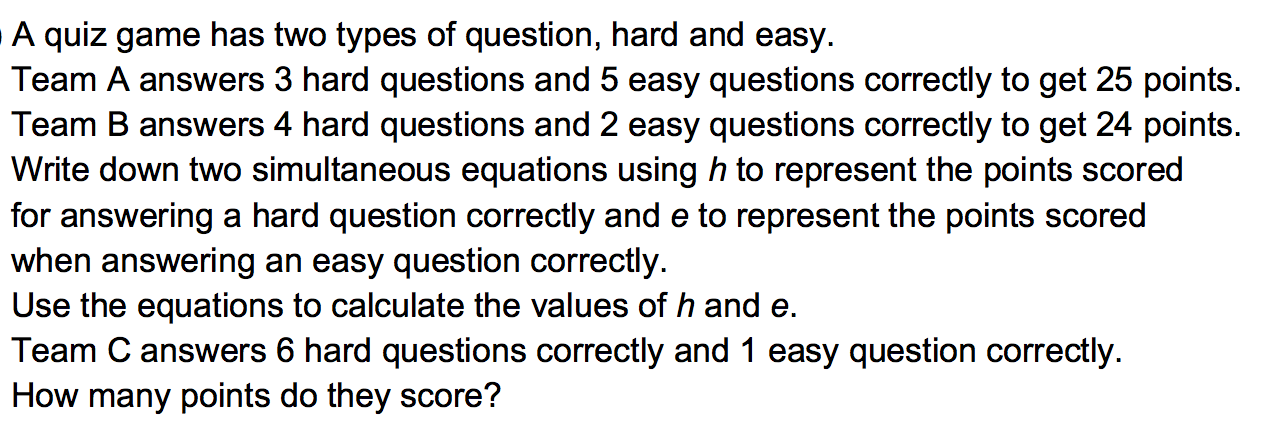 A quiz game has two types of question, hard and easy.
Team A answers 3 hard questions and 5 easy questions correctly to get 25 points.
Team B answers 4 hard questions and 2 easy questions correctly to get 24 points.
Write down two simultaneous equations using h to represent the points scored
for answering a hard question correctly and e to represent the points scored
when answering an easy question correctly.
Use the equations to calculate the values of h and e.
Team C answers 6 hard questions correctly and 1 easy question correctly.
How many points do they score?